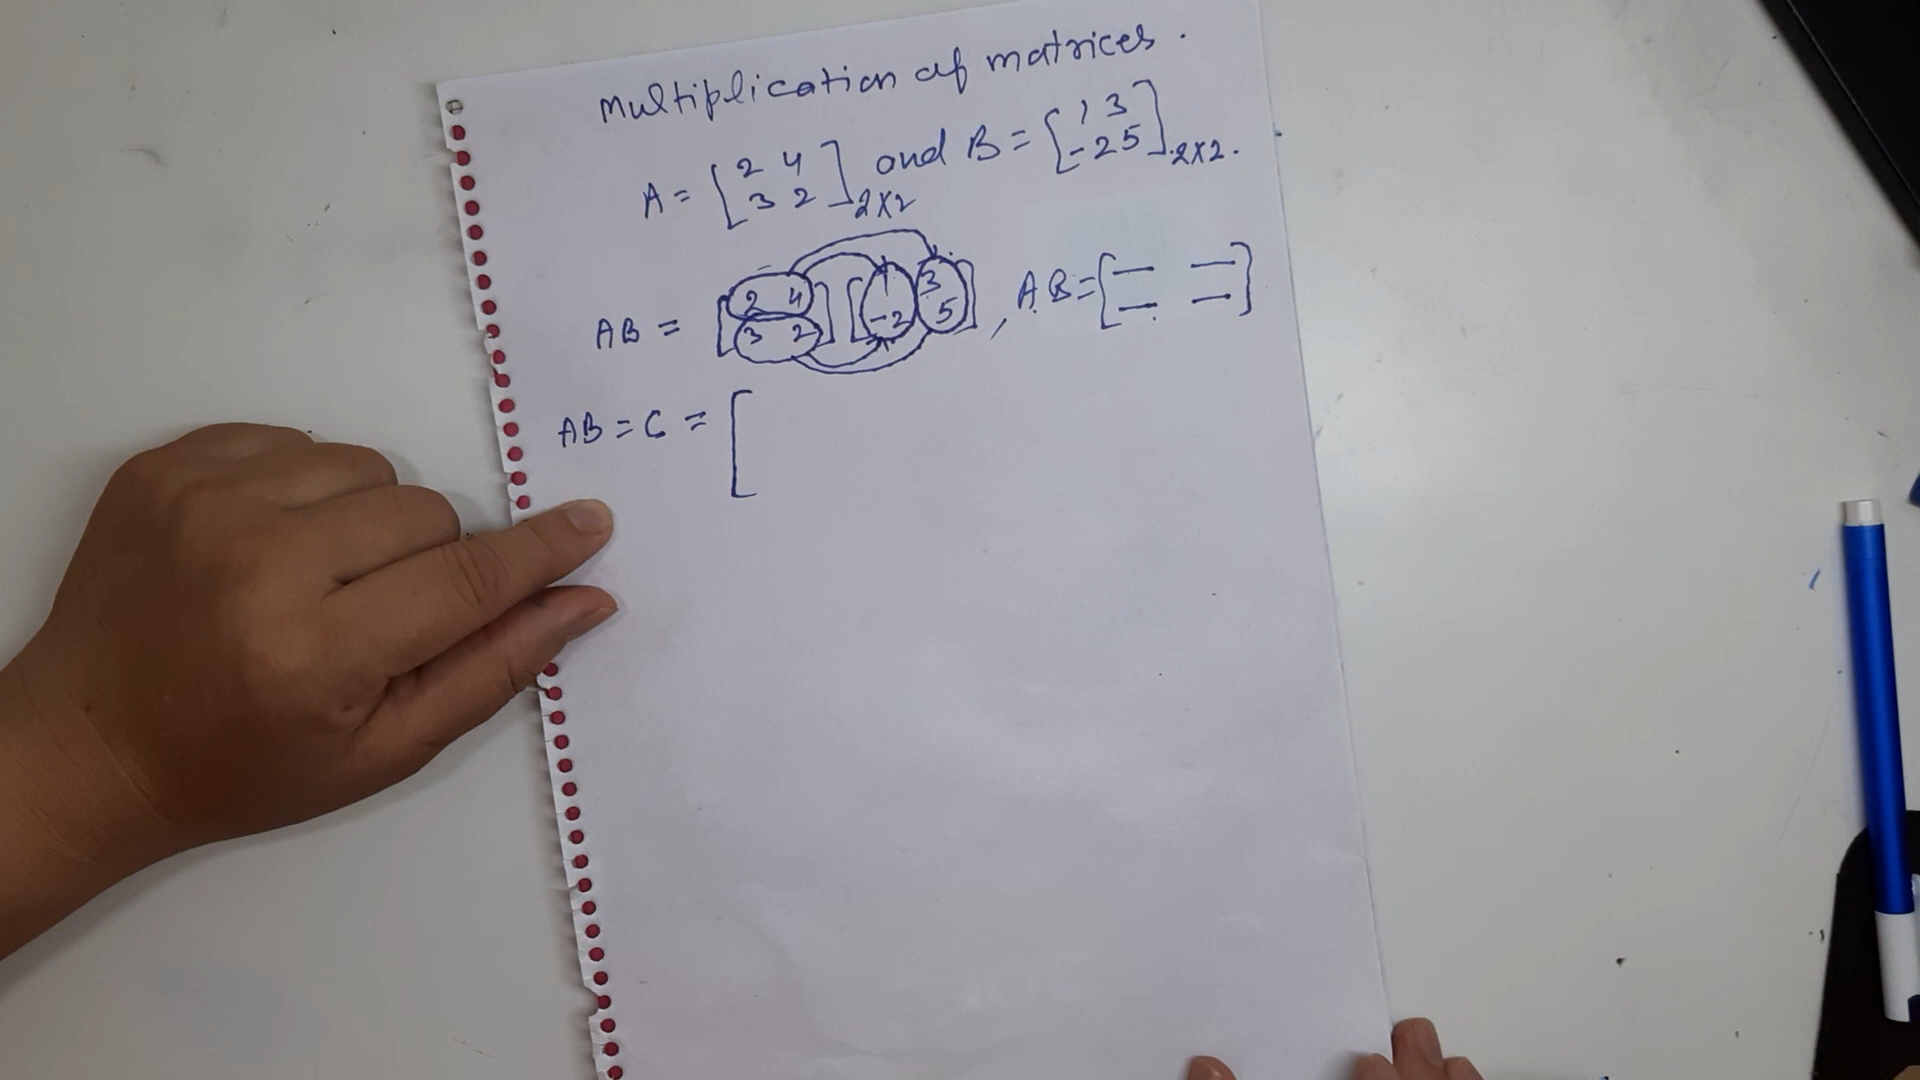 Multiplication of matrices.
A = [2 4 3 2] 2x2 and B = [1 3 -2 5] 2x2.
AB = [2 4 3 2] [1 3 -2 5], AB = [— — — —]
AB = C = [